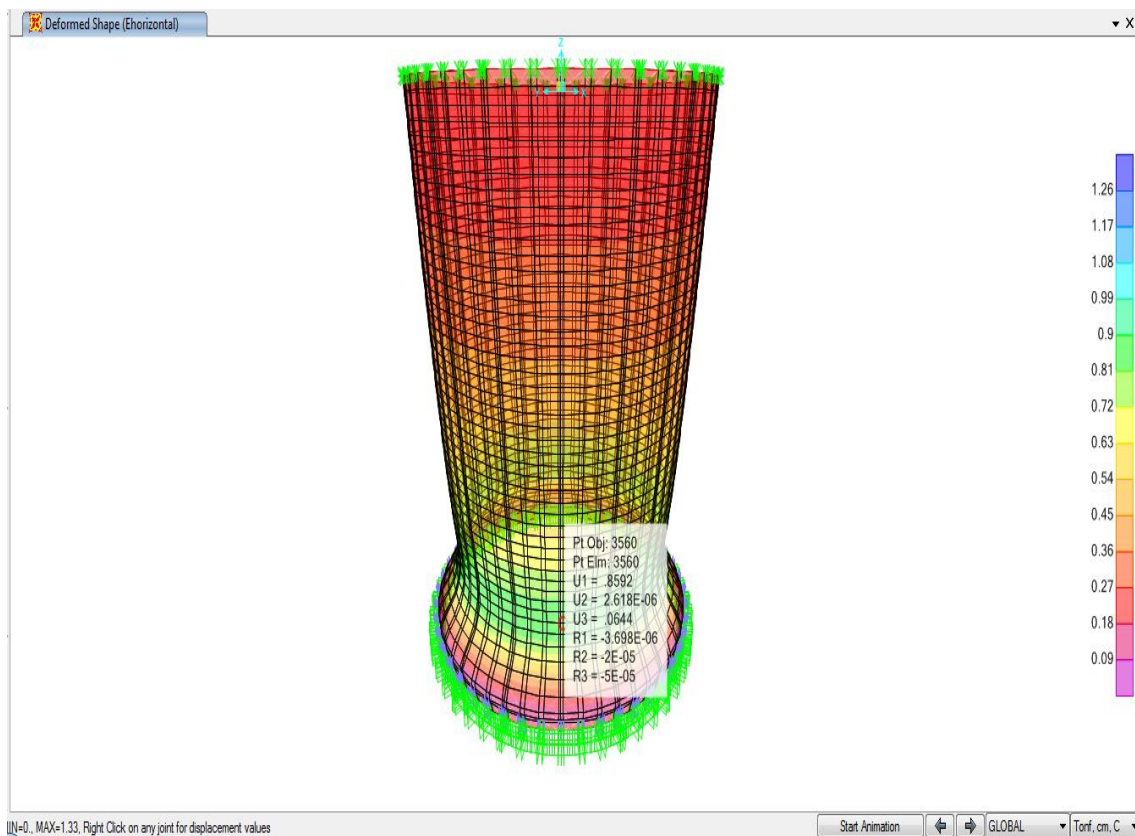 Deformed Shape (Ehorizontal)
X
Z
Y
X
1.26
1.17
1.08
0.99
0.9
0.81
0.72
0.63
0.54
0.45
0.36
0.27
0.18
0.09
Pt Obj: 3560
Pt Elm: 3560
U1 = .8592
U2 = 2.618E-06
U3 = .0644
R1 = -3.698E-06
R2 = -2E-05
R3 = -5E-05
IN=0., MAX=1.33, Right Click on any joint for displacement values
Start Animation
GLOBAL
Tonf, cm, C